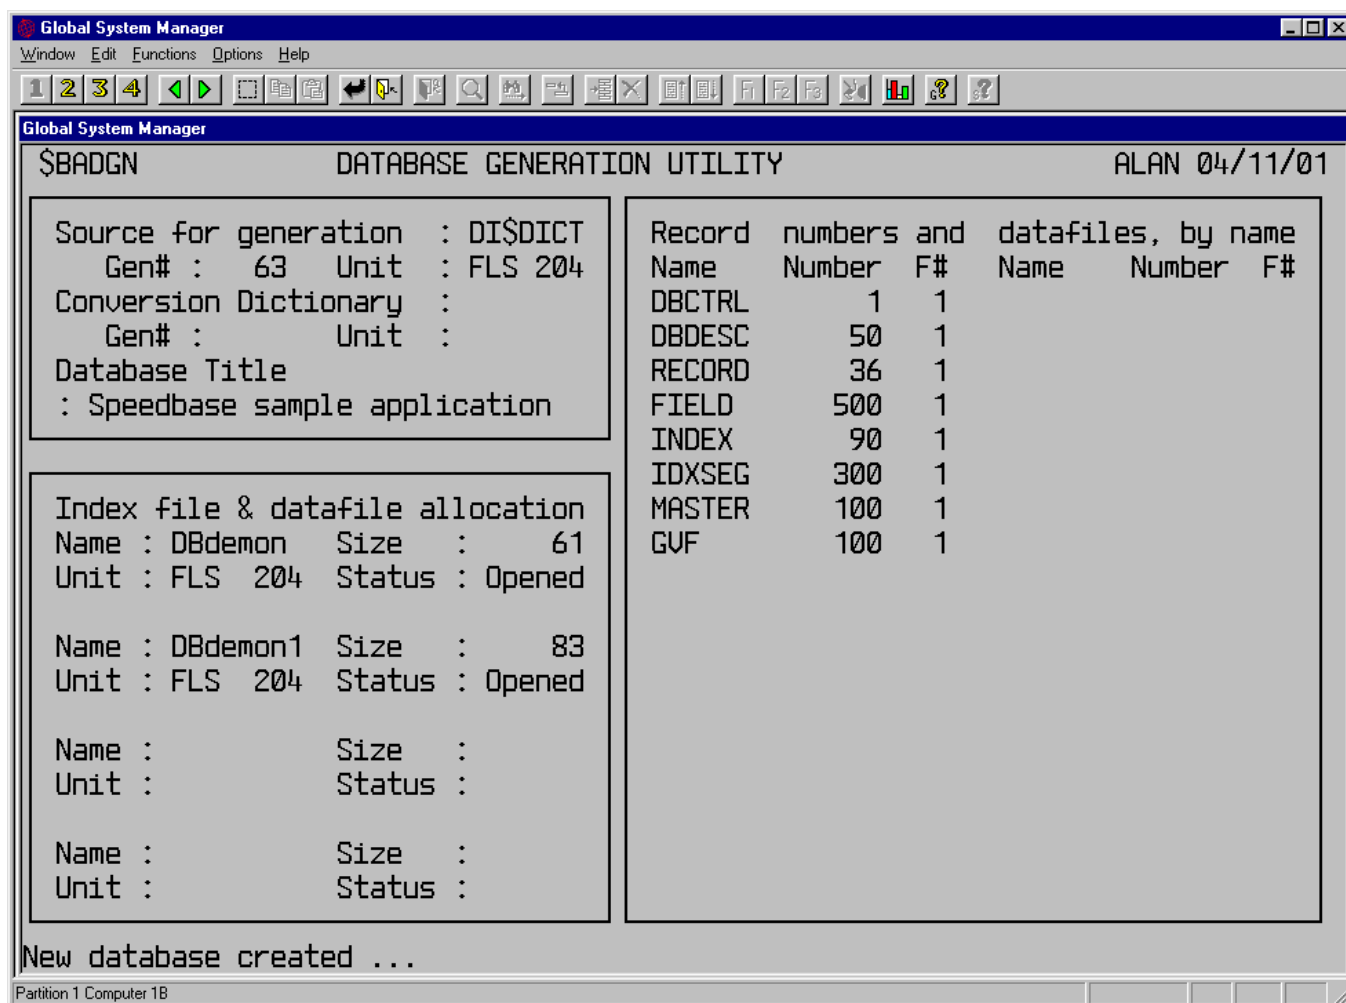 Global System Manager
Window Edit Functions Options Help
1 2 3 4 F1 F2 F3 G? S?
Global System Manager
$BADGN DATABASE GENERATION UTILITY ALAN 04/11/01
Source for generation : DI$DICT
Gen# : 63 Unit : FLS 204
Conversion Dictionary :
Gen# : Unit :
Database Title
: Speedbase sample application
Index file & datafile allocation
Name : DBdemon Size : 61
Unit : FLS 204 Status : Opened
Name : DBdemon1 Size : 83
Unit : FLS 204 Status : Opened
Name : Size :
Unit : Status :
Name : Size :
Unit : Status :
Record numbers and datafiles, by name
Name Number F# Name Number F#
DBCTRL 1 1
DBDESC 50 1
RECORD 36 1
FIELD 500 1
INDEX 90 1
IDXSEG 300 1
MASTER 100 1
GVF 100 1
New database created ...
Partition 1 Computer 1B